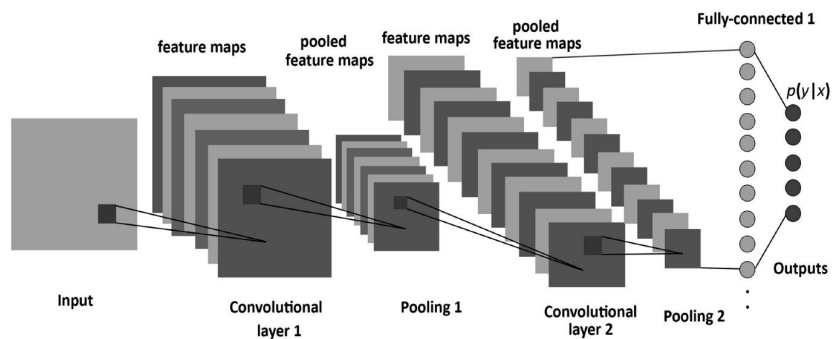 feature maps
pooled
feature maps
feature maps
pooled
feature maps
Fully-connected 1
p(y|x)
Input
Convolutional
layer 1
Pooling 1
Convolutional
layer 2
Pooling 2
Outputs